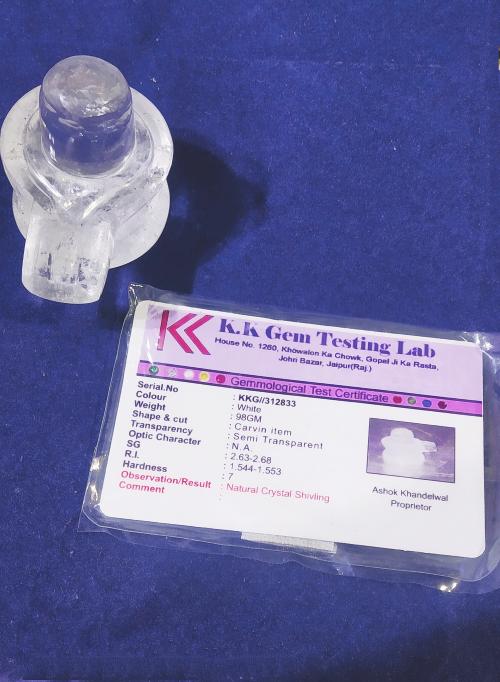 K.K Gem Testing Lab
House No. 1260, Khowalon Ka Chowk, Gopal Ji Ka Rasta,
Johri Bazar, Jaipur(Raj.)
Gemmological Test Certificate
Serial.No : KKG//312833
Colour : White
Weight : 98GM
Shape & cut : Carvin item
Transparency : Semi Transparent
Optic Character : N.A.
SG : 2.63-2.68
R.I. : 1.544-1.553
Hardness : 7
Observation/Result : Natural Crystal Shivling
Comment :
Ashok Khandelwal
Proprietor